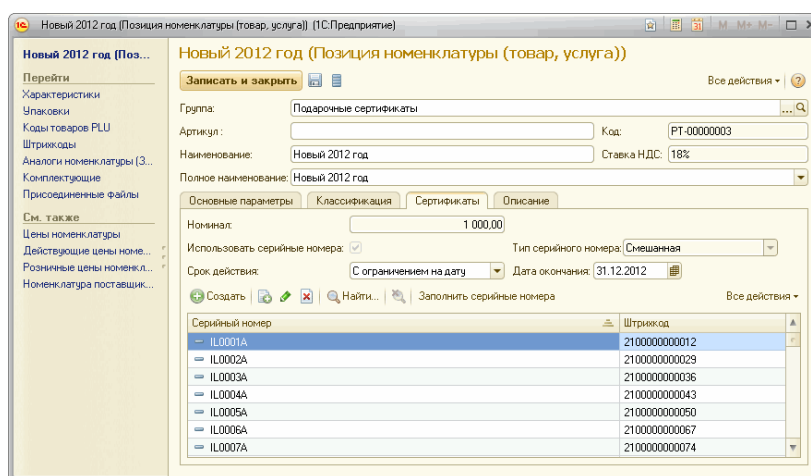 Новый 2012 год (Позиция номенклатуры (товар, услуга)) (1С:Предприятие) M M+ M-
Новый 2012 год (Поз...
Перейти
Характеристики
Упаковки
Коды товаров PLU
Штрихкоды
Аналоги номенклатуры (З...
Комплектующие
Присоединенные файлы
См. также
Цены номенклатуры
Действующие цены номе...
Розничные цены номенкл...
Номенклатура поставщик...
Новый 2012 год (Позиция номенклатуры (товар, услуга))
Записать и закрыть Все действия
Группа: Подарочные сертификаты
Артикул: Код: РТ-00000003
Наименование: Новый 2012 год Ставка НДС: 18%
Полное наименование: Новый 2012 год
Основные параметры Классификация Сертификаты Описание
Номинал: 1 000,00
Использовать серийные номера: Тип серийного номера: Смешанная
Срок действия: С ограничением на дату Дата окончания: 31.12.2012
Создать Найти... Заполнить серийные номера Все действия
Серийный номер Штрихкод
IL0001A 2100000000012
IL0002A 2100000000029
IL0003A 2100000000036
IL0004A 2100000000043
IL0005A 2100000000050
IL0006A 2100000000067
IL0007A 2100000000074